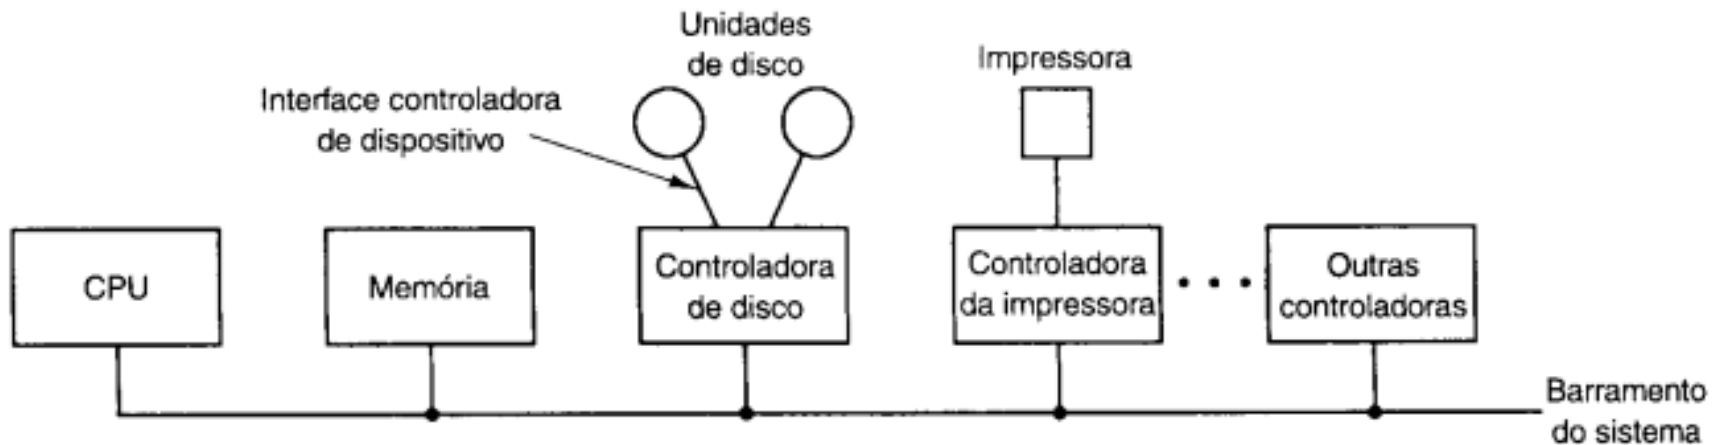 Unidades
de disco
Impressora
Interface controladora
de dispositivo
CPU
Memória
Controladora
de disco
Controladora
da impressora
Outras
controladoras
Barramento
do sistema